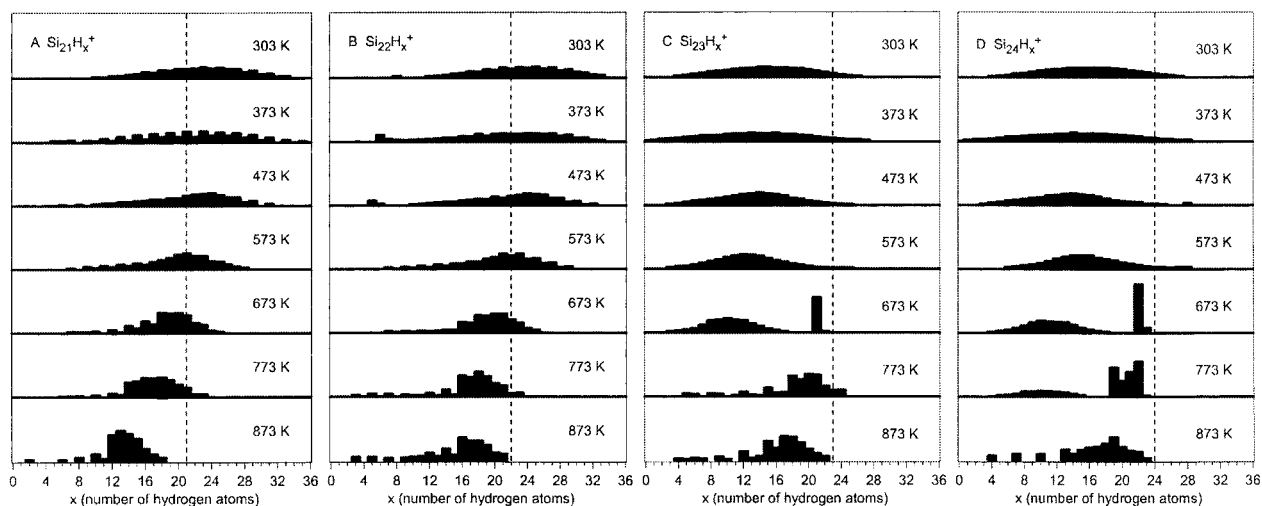 A Si21Hx+
303 K
373 K
473 K
573 K
673 K
773 K
873 K
0 4 8 12 16 20 24 28 32 36
x (number of hydrogen atoms)
B Si22Hx+
303 K
373 K
473 K
573 K
673 K
773 K
873 K
0 4 8 12 16 20 24 28 32 36
x (number of hydrogen atoms)
C Si23Hx+
303 K
373 K
473 K
573 K
673 K
773 K
873 K
0 4 8 12 16 20 24 28 32 36
x (number of hydrogen atoms)
D Si24Hx+
303 K
373 K
473 K
573 K
673 K
773 K
873 K
0 4 8 12 16 20 24 28 32 36
x (number of hydrogen atoms)